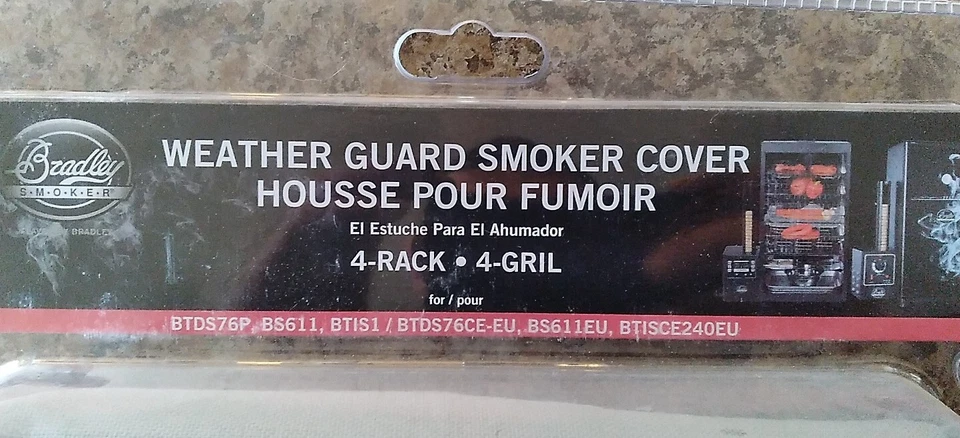 Bradley
SMOKER
WEATHER GUARD SMOKER COVER
HOUSSE POUR FUMOIR
El Estuche Para El Ahumador
4-RACK • 4-GRIL
for / pour
BTDS76P, BS611, BTIS1 / BTDS76CE-EU, BS611EU, BTISCE240EU